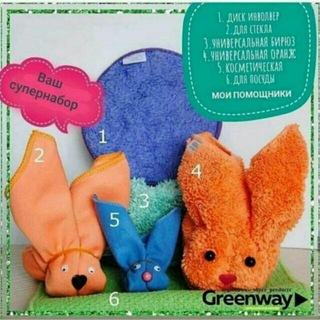 1. ДИСК ИНВОЛВЕР
2. ДЛЯ СТЕКЛА
3. УНИВЕРСАЛЬНАЯ БИРЮЗ
4. УНИВЕРСАЛЬНАЯ ОРАНЖ
5. КОСМЕТИЧЕСКАЯ
6. ДЛЯ ПОСУДЫ
МОИ ПОМОЩНИКИ
Ваш
супернабор
1
2
3
4
5
6
Greenway